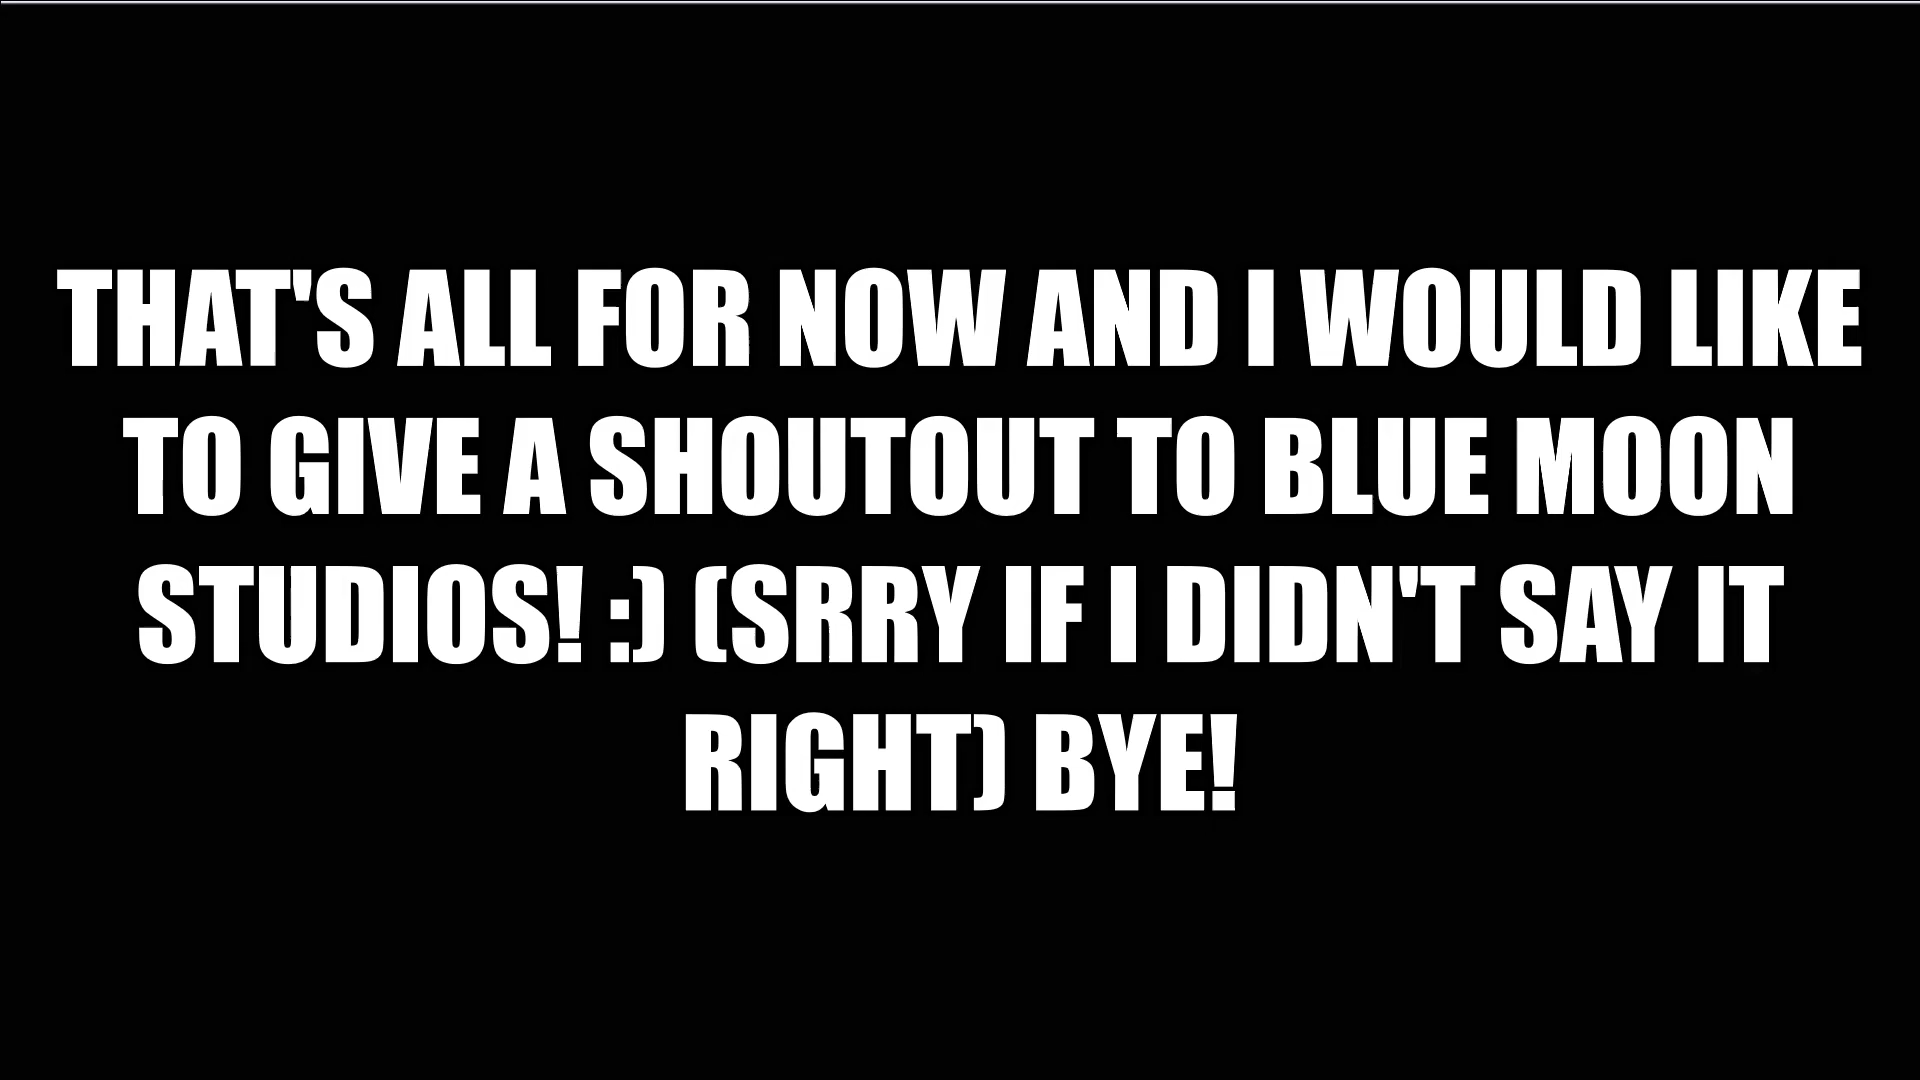 THAT'S ALL FOR NOW AND I WOULD LIKE
TO GIVE A SHOUTOUT TO BLUE MOON
STUDIOS! :) (SRRY IF I DIDN'T SAY IT
RIGHT) BYE!